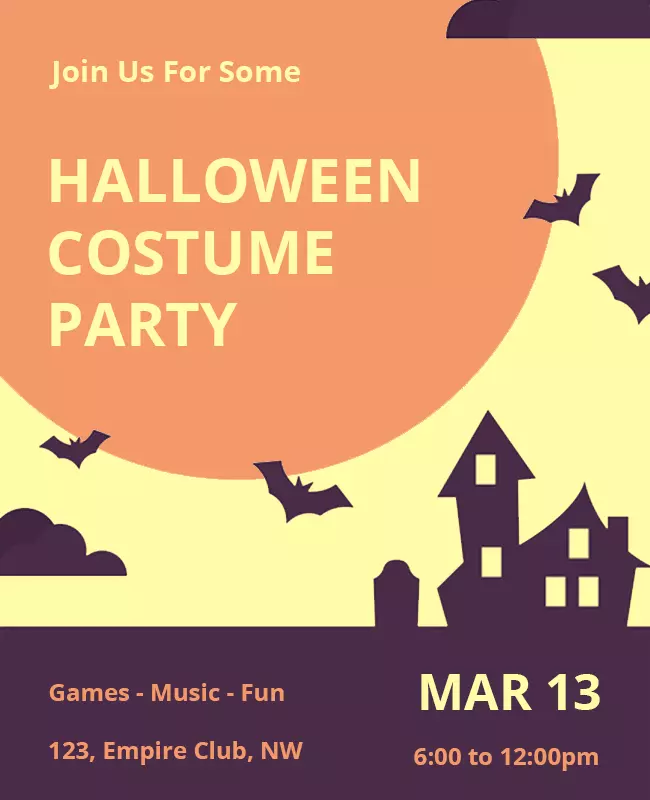 Join Us For Some
HALLOWEEN
COSTUME
PARTY
Games - Music - Fun
MAR 13
123, Empire Club, NW
6:00 to 12:00pm